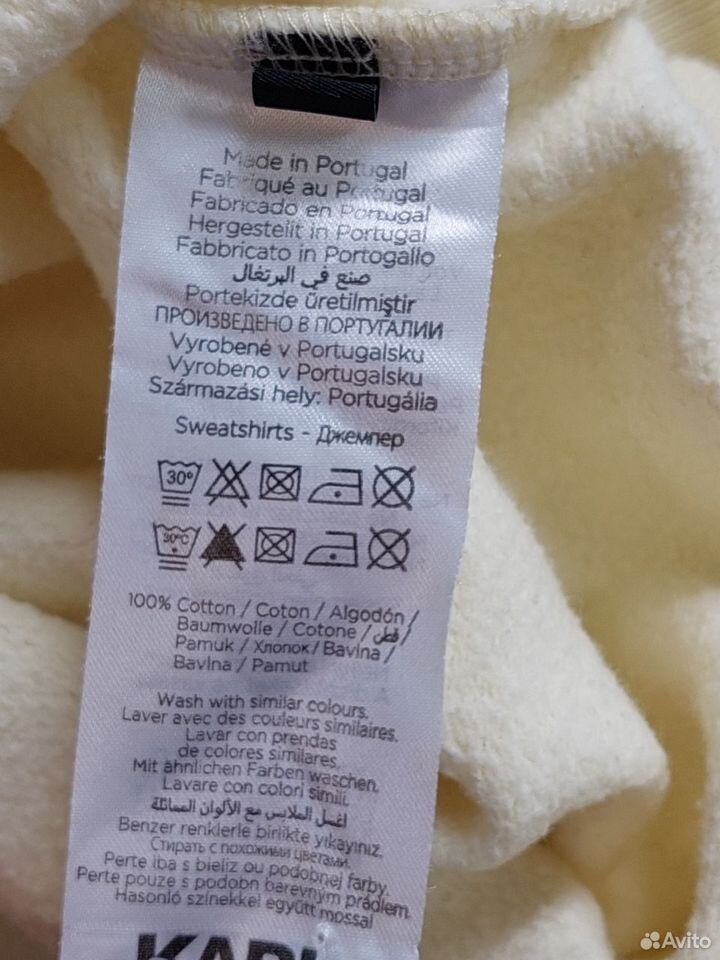 Made in Portugal
Fabriqué au Portugal
Fabricado en Portugal
Hergestellt in Portugal
Fabbricato in Portogallo
صنع في البرتغال
Portekizde üretilmiştir
ПРОИЗВЕДЕНО В ПОРТУГАЛИИ
Vyrobené v Portugalsku
Vyrobeno v Portugalsku
Származási hely: Portugália
Sweatshirts - Джемпер
30°
30°C
100% Cotton / Coton / Algodón /
Baumwolle / Cotone / قطن /
Pamuk / Хлопок / Bavlna /
Bavlna / Pamut
Wash with similar colours.
Laver avec des couleurs similaires.
Lavar con prendas
de colores similares.
Mit ähnlichen Farben waschen.
Lavare con colori simili.
اغسل الملابس مع الألوان المماثلة
Benzer renklerle birlikte yıkayınız.
Стирать с похожими цветами.
Perte iba s bieliz ou podobnej farby.
Perte pouze s podobn barevným prádlem.
Hasonló színekkel együtt mossa!
KARL
Avito